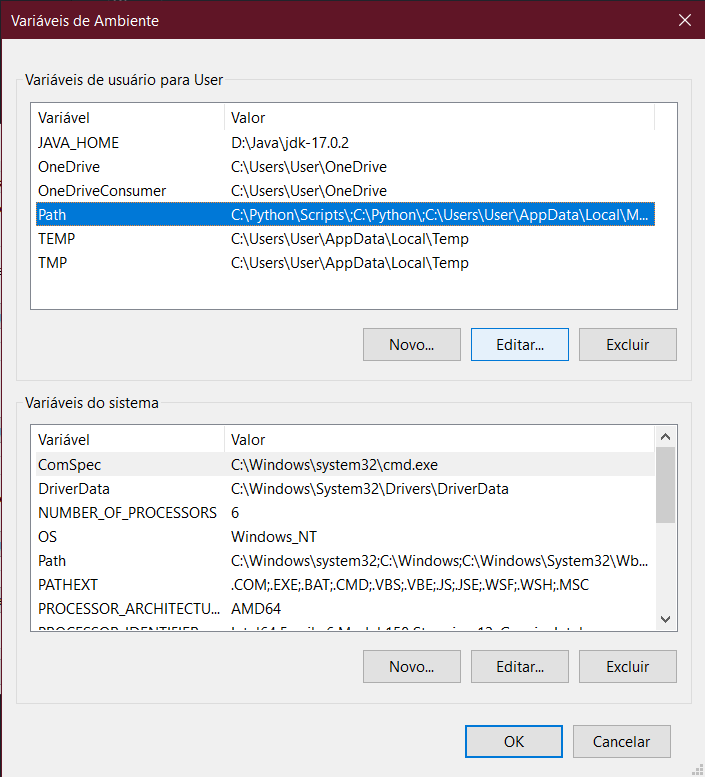 Variáveis de Ambiente
Variáveis de usuário para User
Variável Valor
JAVA_HOME D:\Java\jdk-17.0.2
OneDrive C:\Users\User\OneDrive
OneDriveConsumer C:\Users\User\OneDrive
Path C:\Python\Scripts\;C:\Python\;C:\Users\User\AppData\Local\M...
TEMP C:\Users\User\AppData\Local\Temp
TMP C:\Users\User\AppData\Local\Temp
Novo... Editar... Excluir
Variáveis do sistema
Variável Valor
ComSpec C:\Windows\system32\cmd.exe
DriverData C:\Windows\System32\Drivers\DriverData
NUMBER_OF_PROCESSORS 6
OS Windows_NT
Path C:\Windows\system32;C:\Windows;C:\Windows\System32\Wb...
PATHEXT .COM;.EXE;.BAT;.CMD;.VBS;.VBE;.JS;.JSE;.WSF;.WSH;.MSC
PROCESSOR_ARCHITECTU... AMD64
PROCESSOR_IDENTIFIER
Novo... Editar... Excluir
OK Cancelar